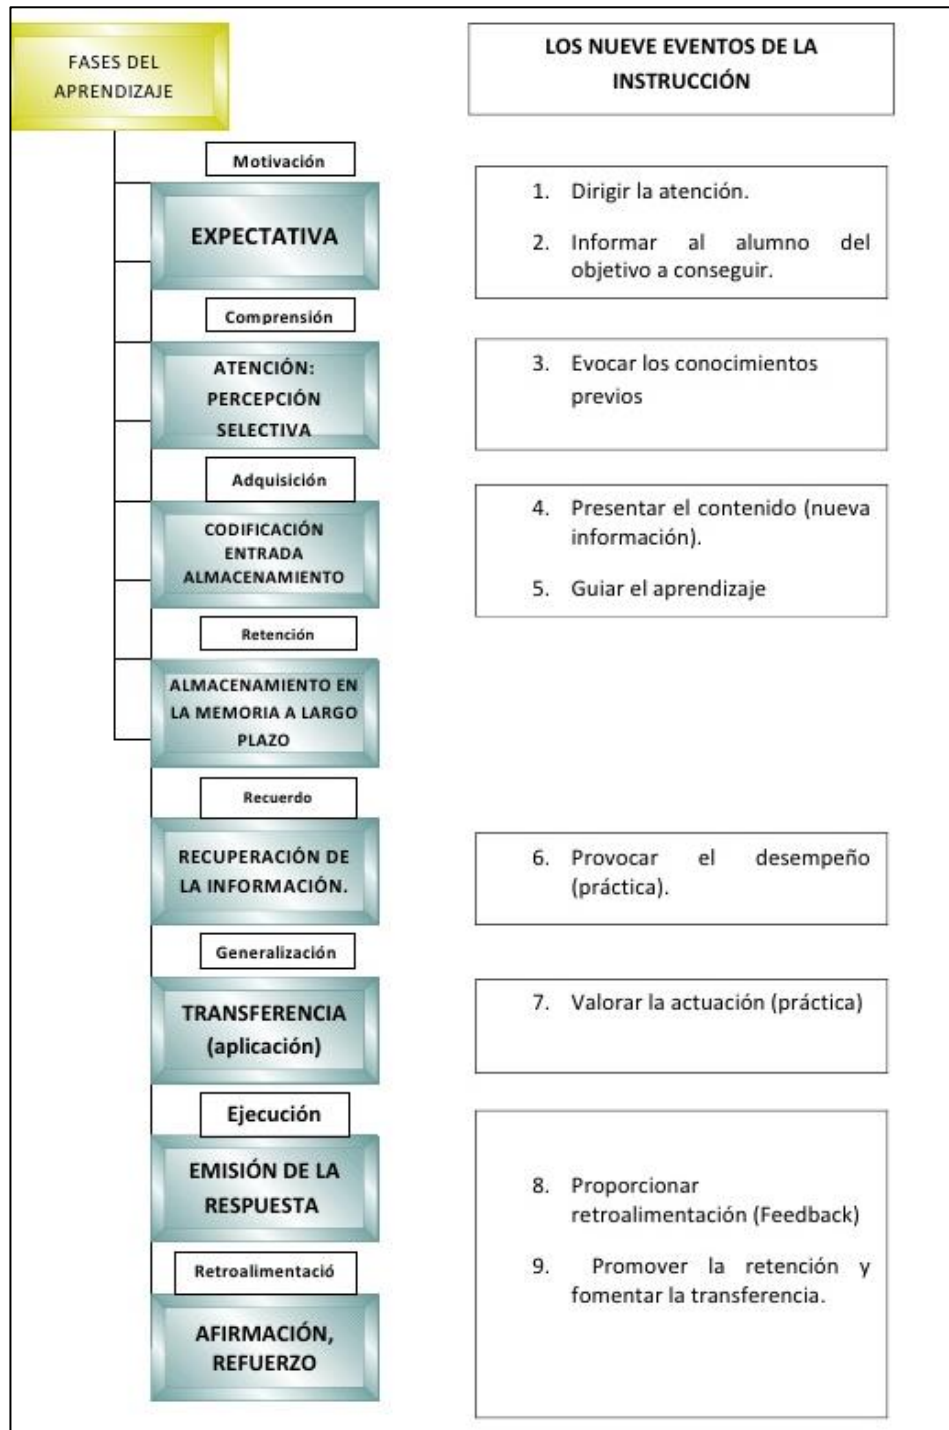 FASES DEL
APRENDIZAJE
LOS NUEVE EVENTOS DE LA
INSTRUCCIÓN
Motivación
EXPECTATIVA
1. Dirigir la atención.
2. Informar al alumno del
objetivo a conseguir.
Comprensión
ATENCIÓN:
PERCEPCIÓN
SELECTIVA
3. Evocar los conocimientos
previos
Adquisición
CODIFICACIÓN
ENTRADA
ALMACENAMIENTO
4. Presentar el contenido (nueva
información).
5. Guiar el aprendizaje
Retención
ALMACENAMIENTO EN
LA MEMORIA A LARGO
PLAZO
Recuerdo
RECUPERACIÓN DE
LA INFORMACIÓN.
6. Provocar el desempeño
(práctica).
Generalización
TRANSFERENCIA
(aplicación)
7. Valorar la actuación (práctica)
Ejecución
EMISIÓN DE LA
RESPUESTA
8. Proporcionar
retroalimentación (Feedback)
9. Promover la retención y
fomentar la transferencia.
Retroalimentació
AFIRMACIÓN,
REFUERZO